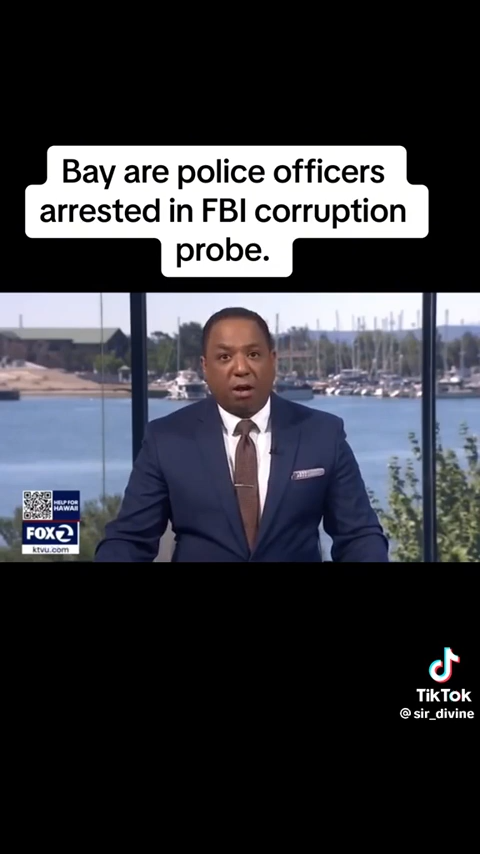 Bay are police officers
arrested in FBI corruption
probe.
HELP FOR
HAWAII
FOX 2
ktvu.com
TikTok
@sir_divine